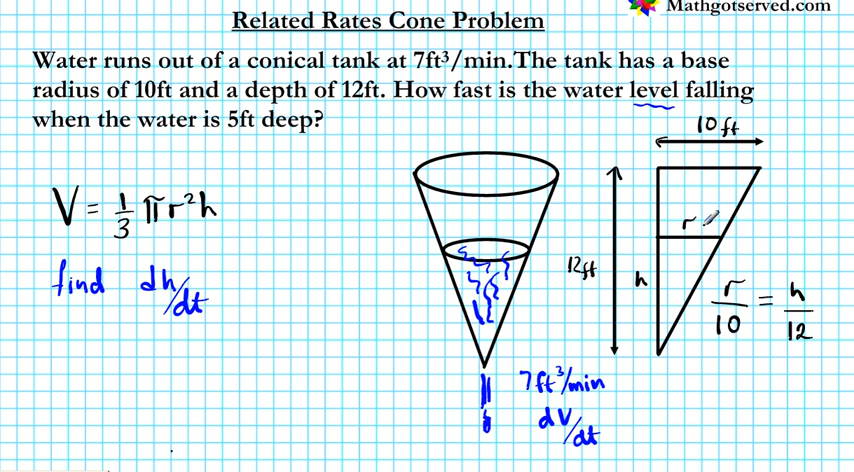 Mathgotserved.com
Related Rates Cone Problem
Water runs out of a conical tank at 7ft³/min.The tank has a base
radius of 10ft and a depth of 12ft. How fast is the water level falling
when the water is 5ft deep?
10ft
V = 1/3 πr²h
r
find dh/dt
12ft
h
r/10 = h/12
7ft³/min
dV/dt